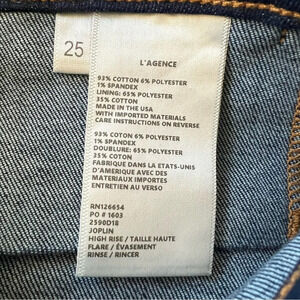 25
L'AGENCE
93% COTTON 6% POLYESTER
1% SPANDEX
LINING: 65% POLYESTER
35% COTTON
MADE IN THE USA
WITH IMPORTED MATERIALS
CARE INSTRUCTIONS ON REVERSE
93% COTON 6% POLYESTER
1% SPANDEX
DOUBLURE: 65% POLYESTER
35% COTON
FABRIQUE DANS LA ETATS-UNIS
D'AMERIQUE AVEC DES
MATERIAUX IMPORTES
ENTRETIEN AU VERSO
RN126654
PO # 1603
2590D18
JOPLIN
HIGH RISE / TAILLE HAUTE
FLARE / ÉVASEMENT
RINSE / RINCER